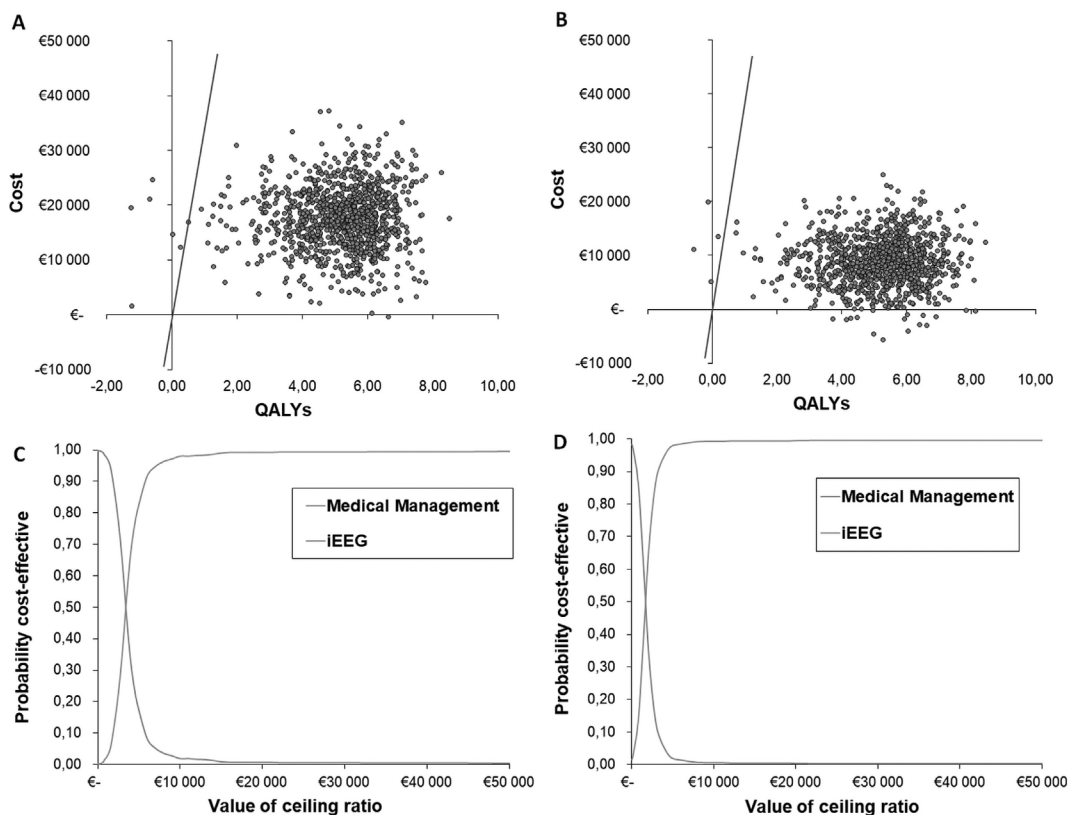 A
€50 000
€40 000
€30 000
€20 000
€10 000
€-
-€10 000
Cost
-2,00 0,00 2,00 4,00 6,00 8,00 10,00
QALYs
B
€50 000
€40 000
€30 000
€20 000
€10 000
€-
-€10 000
Cost
-2,00 0,00 2,00 4,00 6,00 8,00 10,00
QALYs
C
1,00
0,90
0,80
0,70
0,60
0,50
0,40
0,30
0,20
0,10
0,00
Probability cost-effective
Medical Management
iEEG
€- €10 000 €20 000 €30 000 €40 000 €50 000
Value of ceiling ratio
D
1,00
0,90
0,80
0,70
0,60
0,50
0,40
0,30
0,20
0,10
0,00
Probability cost-effective
Medical Management
iEEG
€- €10 000 €20 000 €30 000 €40 000 €50 000
Value of ceiling ratio